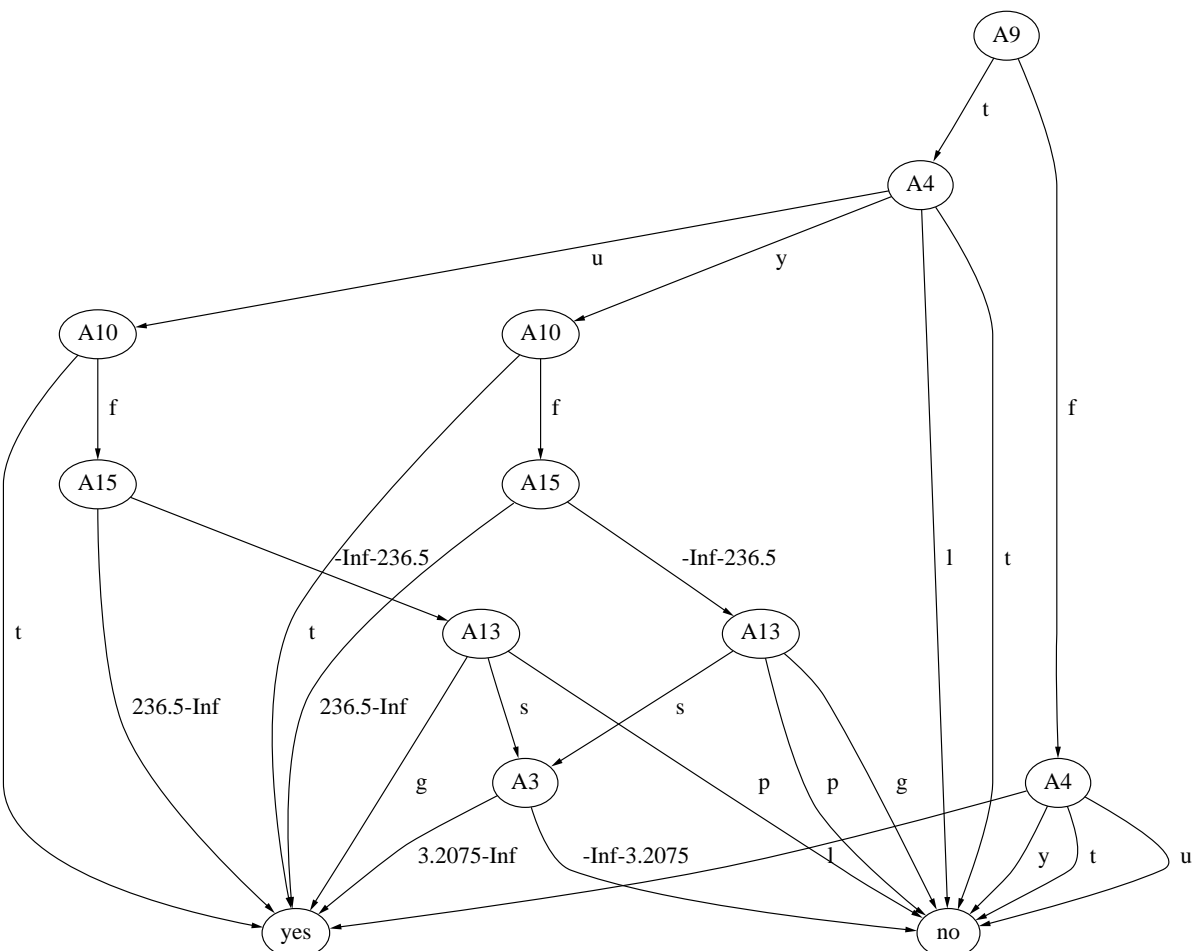 A9
t
A4
u
y
A10
A10
f
f
f
A15
A15
-Inf-236.5
-Inf-236.5
l
t
t
t
A13
A13
236.5-Inf
236.5-Inf
s
s
A3
A4
g
p
p
g
3.2075-Inf
-Inf-3.2075
l
y
t
u
yes
no